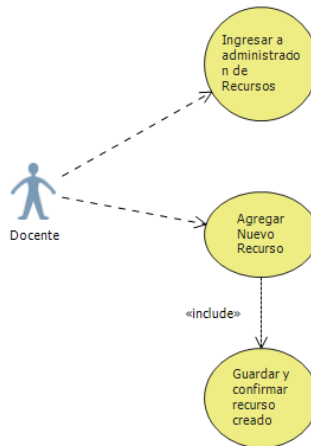 Ingresar a
administrado
n de
Recursos
Docente
Agregar
Nuevo
Recurso
«include»
Guardar y
confirmar
recurso
creado